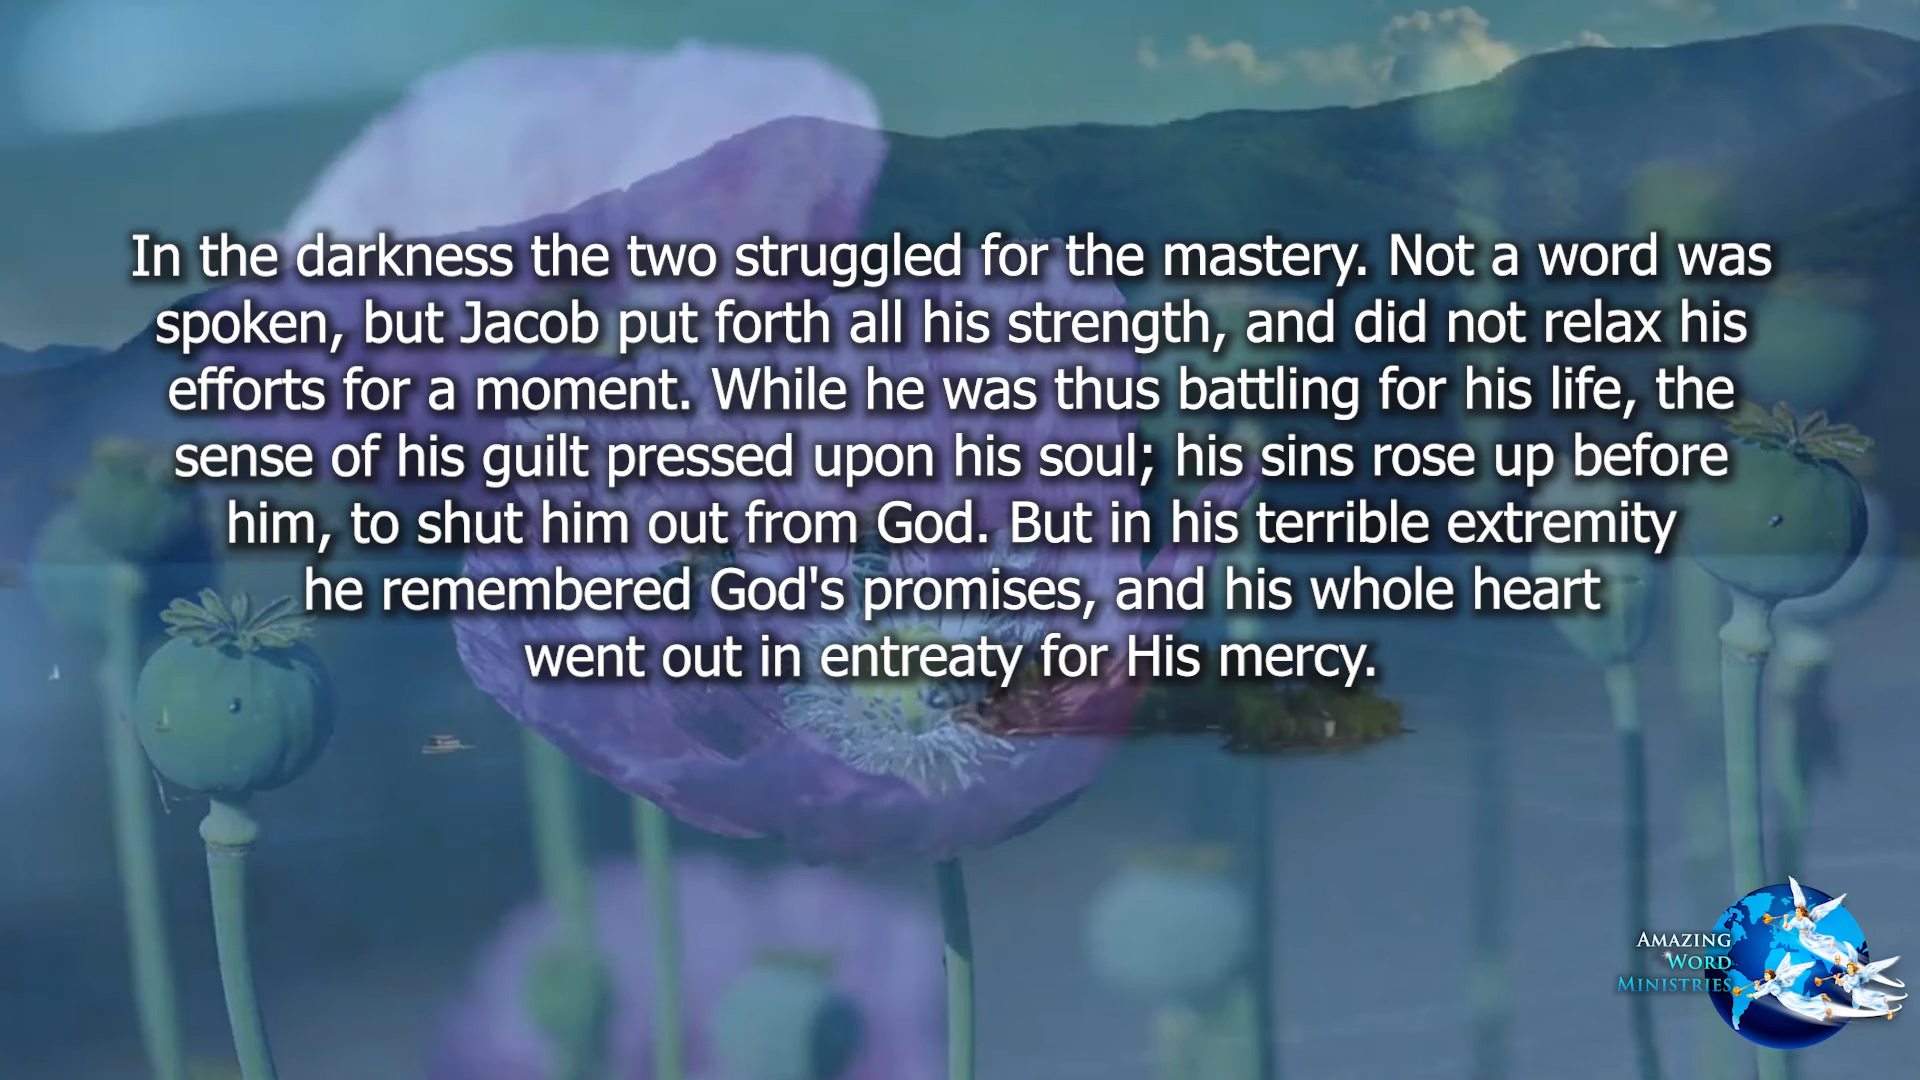 In the darkness the two struggled for the mastery. Not a word was
spoken, but Jacob put forth all his strength, and did not relax his
efforts for a moment. While he was thus battling for his life, the
sense of his guilt pressed upon his soul; his sins rose up before
him, to shut him out from God. But in his terrible extremity
he remembered God's promises, and his whole heart
went out in entreaty for His mercy.
Amazing
Word
Ministries